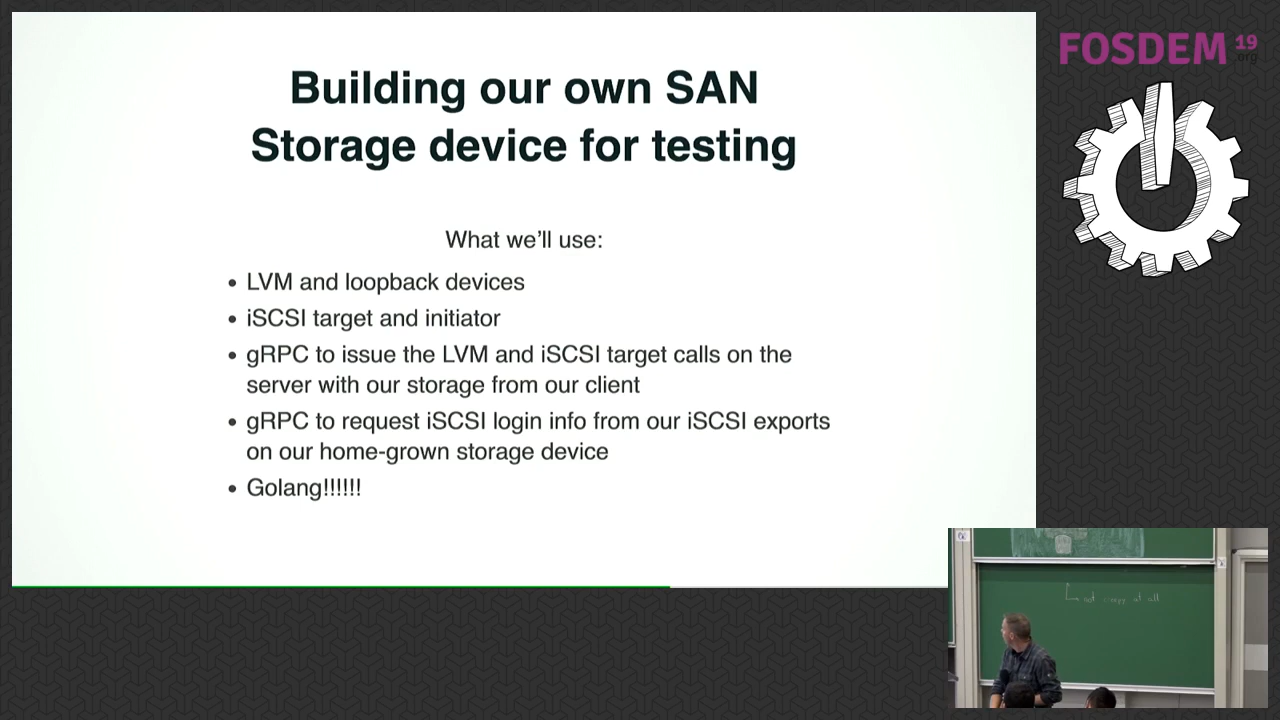 Building our own SAN
Storage device for testing
What we'll use:
• LVM and loopback devices
• iSCSI target and initiator
• gRPC to issue the LVM and iSCSI target calls on the
server with our storage from our client
• gRPC to request iSCSI login info from our iSCSI exports
on our home-grown storage device
• Golang!!!!!!
FOSDEM 19
.org
at all